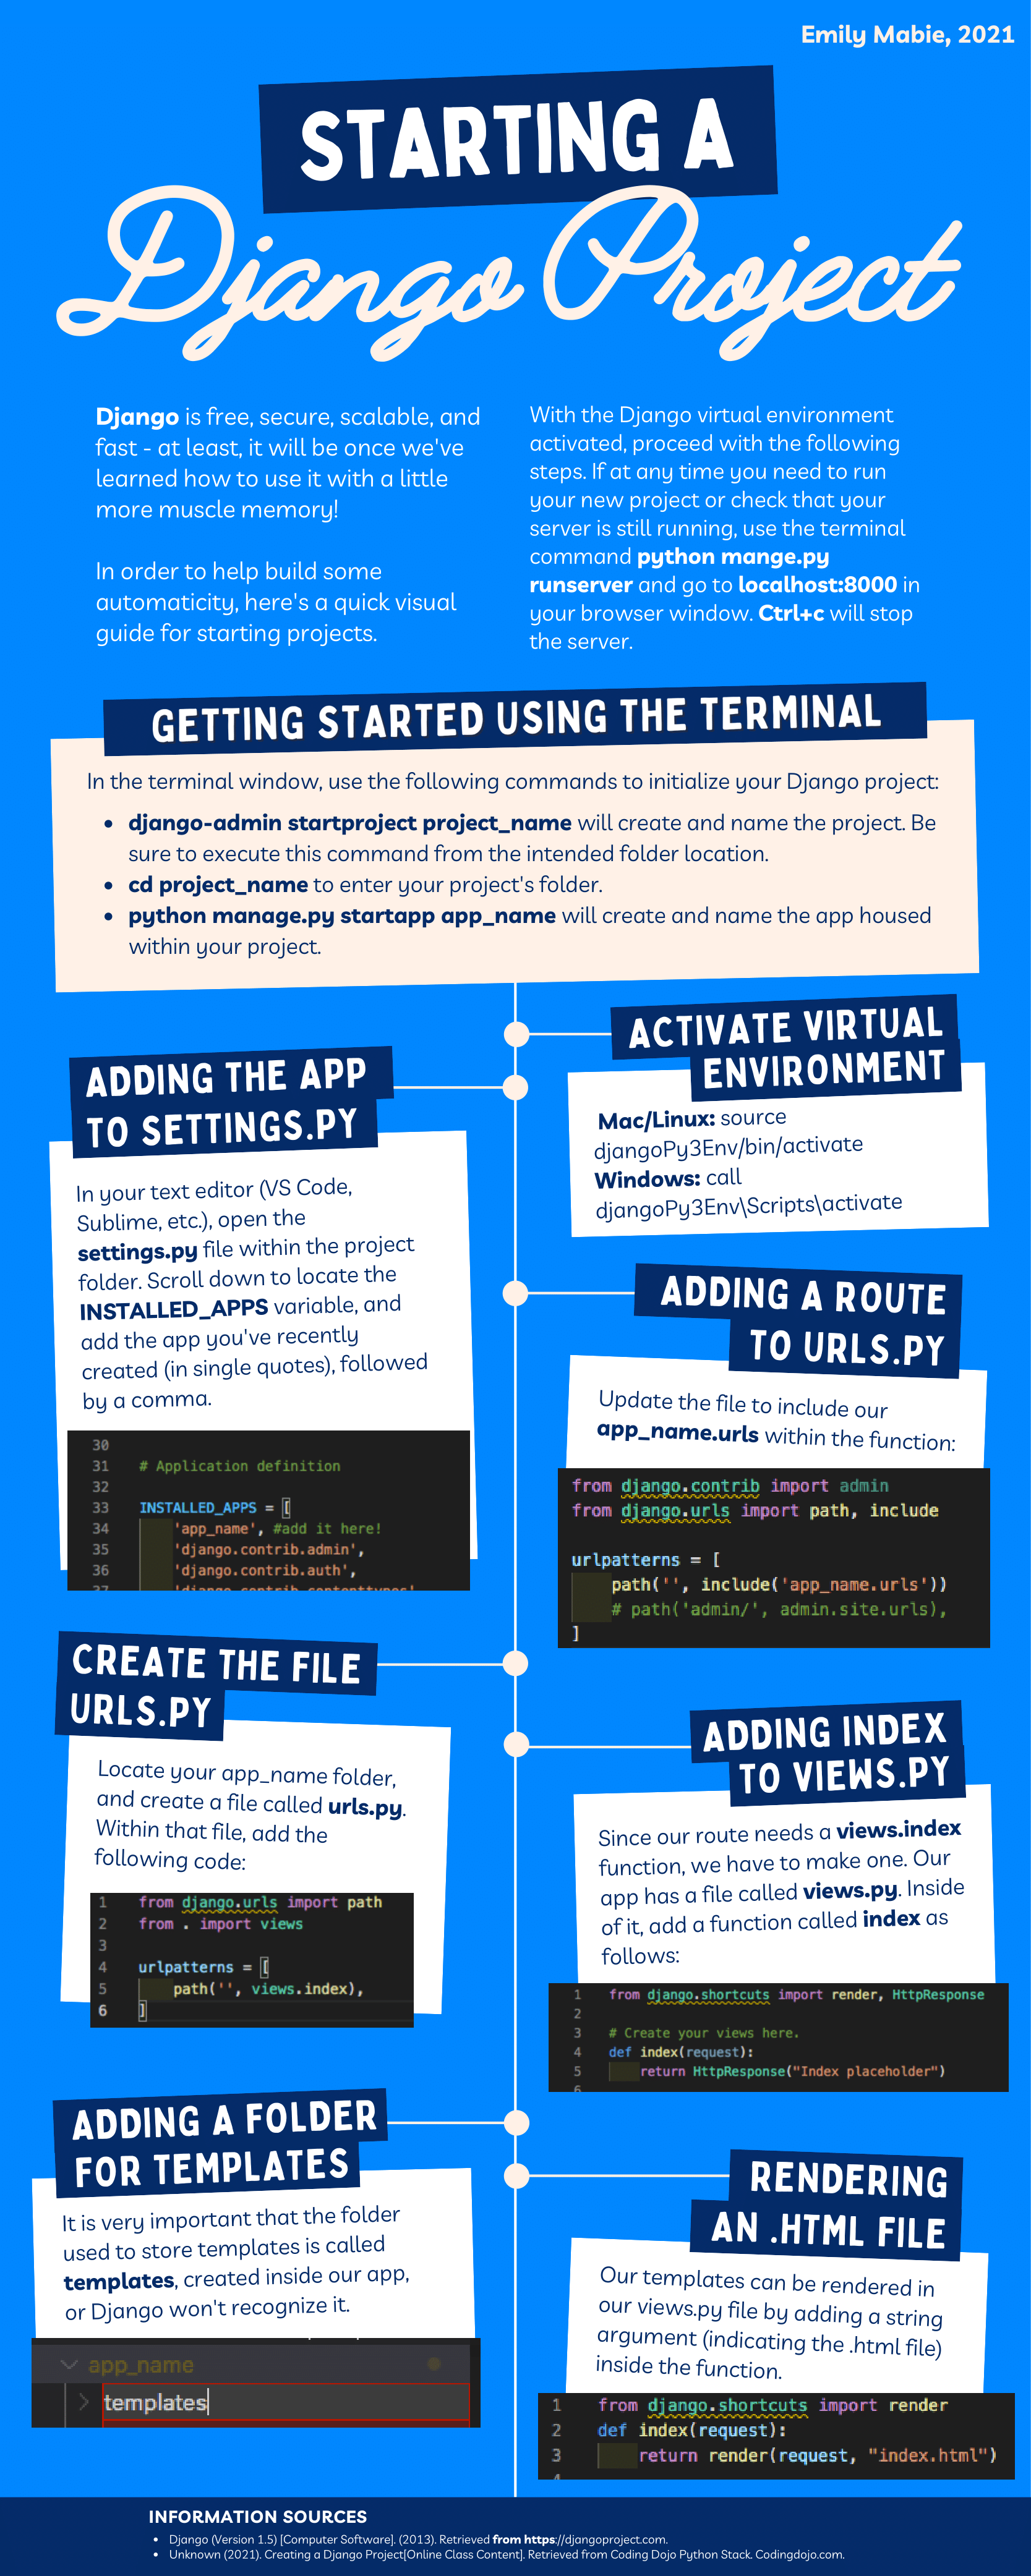 Emily Mabie, 2021
STARTING A
Django Project
Django is free, secure, scalable, and
fast - at least, it will be once we've
learned how to use it with a little
more muscle memory!
In order to help build some
automaticity, here's a quick visual
guide for starting projects.
With the Django virtual environment
activated, proceed with the following
steps. If at any time you need to run
your new project or check that your
server is still running, use the terminal
command python mange.py
runserver and go to localhost:8000 in
your browser window. Ctrl+c will stop
the server.
GETTING STARTED USING THE TERMINAL
In the terminal window, use the following commands to initialize your Django project:
• django-admin startproject project_name will create and name the project. Be
sure to execute this command from the intended folder location.
• cd project_name to enter your project's folder.
• python manage.py startapp app_name will create and name the app housed
within your project.
ACTIVATE VIRTUAL
ENVIRONMENT
Mac/Linux: source
djangoPy3Env/bin/activate
Windows: call
djangoPy3Env\Scripts\activate
ADDING THE APP
TO SETTINGS.PY
In your text editor (VS Code,
Sublime, etc.), open the
settings.py file within the project
folder. Scroll down to locate the
INSTALLED_APPS variable, and
add the app you've recently
created (in single quotes), followed
by a comma.
30
31 # Application definition
32
33 INSTALLED_APPS = [
34 'app_name', #add it here!
35 'django.contrib.admin',
36 'django.contrib.auth',
37 'django.contrib.contenttypes'
ADDING A ROUTE
TO URLS.PY
Update the file to include our
app_name.urls within the function:
from django.contrib import admin
from django.urls import path, include
urlpatterns = [
path('', include('app_name.urls'))
# path('admin/', admin.site.urls),
]
CREATE THE FILE
URLS.PY
Locate your app_name folder,
and create a file called urls.py.
Within that file, add the
following code:
1 from django.urls import path
2 from . import views
3
4 urlpatterns = [
5 path('', views.index),
6 ]
ADDING INDEX
TO VIEWS.PY
Since our route needs a views.index
function, we have to make one. Our
app has a file called views.py. Inside
of it, add a function called index as
follows:
1 from django.shortcuts import render, HttpResponse
2
3 # Create your views here.
4 def index(request):
5 return HttpResponse("Index placeholder")
6
ADDING A FOLDER
FOR TEMPLATES
It is very important that the folder
used to store templates is called
templates, created inside our app,
or Django won't recognize it.
app_name
templates
RENDERING
AN .HTML FILE
Our templates can be rendered in
our views.py file by adding a string
argument (indicating the .html file)
inside the function.
1 from django.shortcuts import render
2 def index(request):
3 return render(request, "index.html")
4
INFORMATION SOURCES
• Django (Version 1.5) [Computer Software]. (2013). Retrieved from https://djangoproject.com.
• Unknown (2021). Creating a Django Project[Online Class Content]. Retrieved from Coding Dojo Python Stack. Codingdojo.com.